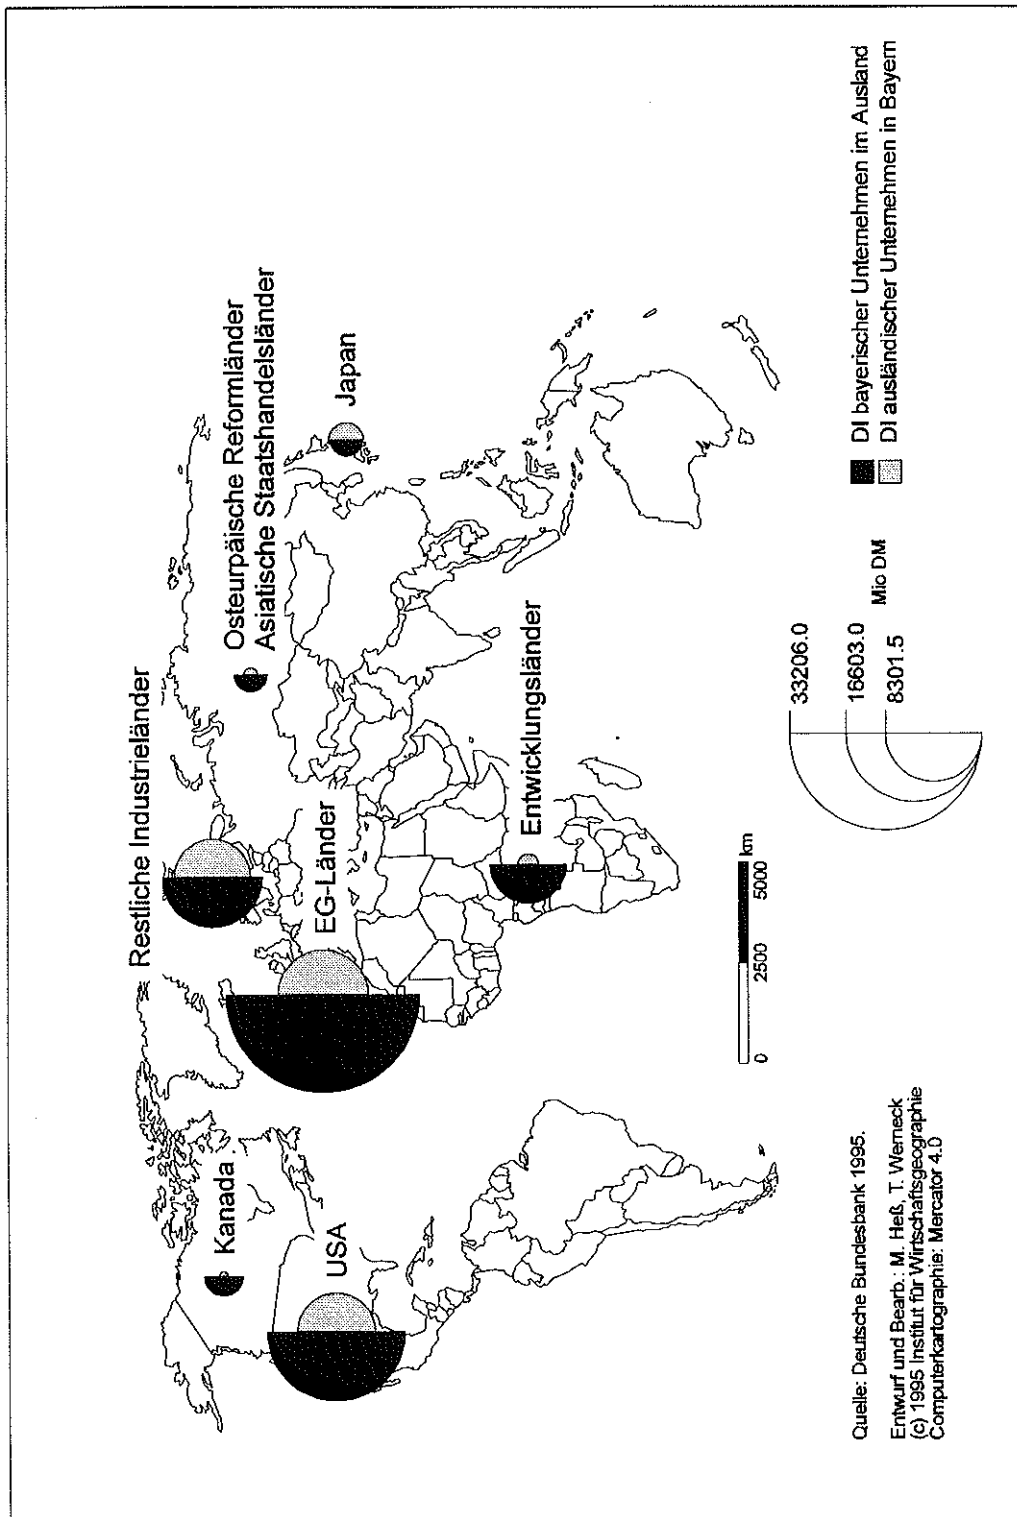 Restliche Industrieländer
Osteurpäische Reformländer
Asiatische Staatshandelsländer
Kanada
USA
EG-Länder
Japan
Entwicklungsländer
0
2500
5000
km
33206.0
16603.0
8301.5
Mio DM
DI bayerischer Unternehmen im Ausland
DI ausländischer Unternehmen in Bayern
Quelle: Deutsche Bundesbank 1995.
Entwurf und Bearb.: M. Heß, T. Werneck
(c) 1995 Institut für Wirtschaftsgeographie
Computerkartographie: Mercator 4.0